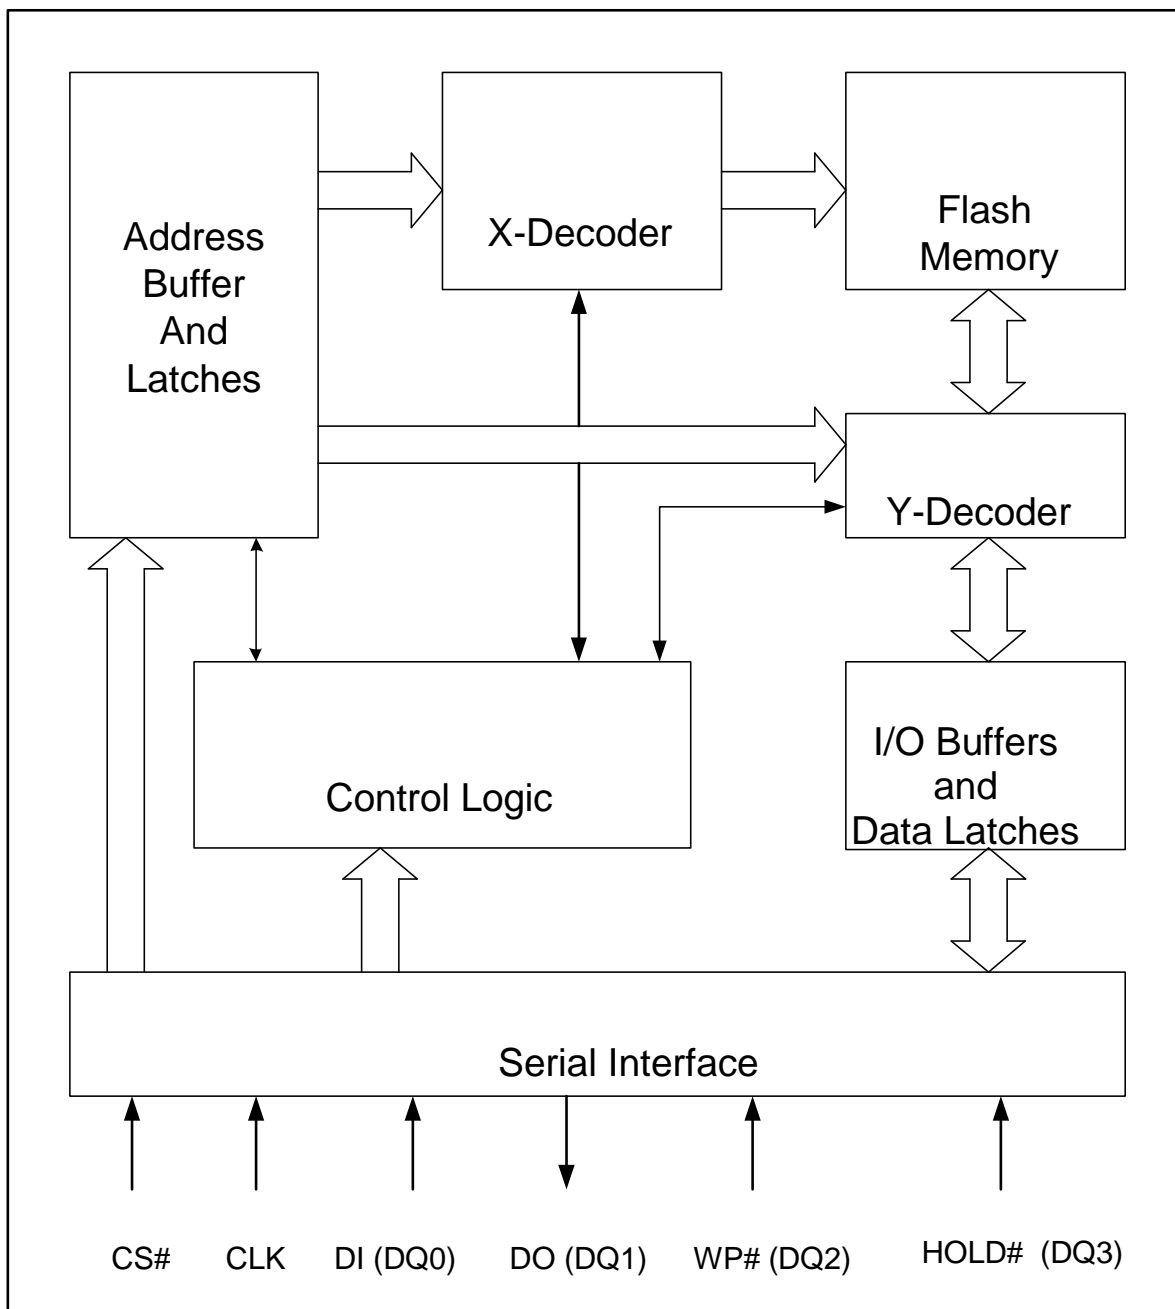 Address
Buffer
And
Latches
X-Decoder
Flash
Memory
Y-Decoder
Control Logic
I/O Buffers
and
Data Latches
Serial Interface
CS#
CLK
DI (DQ0)
DO (DQ1)
WP# (DQ2)
HOLD# (DQ3)